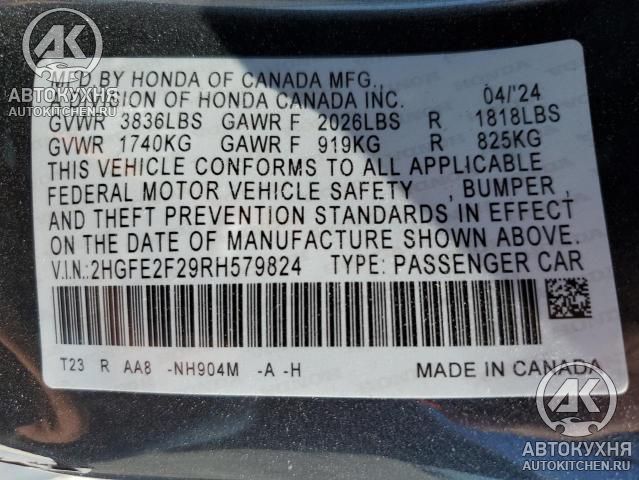 АК
АВТОКУХНЯ
AUTOKITCHEN.RU
MFD.BY HONDA OF CANADA MFG.,
A DIVISION OF HONDA CANADA INC. 04/'24
GVWR 3836LBS GAWR F 2026LBS R 1818LBS
GVWR 1740KG GAWR F 919KG R 825KG
THIS VEHICLE CONFORMS TO ALL APPLICABLE
FEDERAL MOTOR VEHICLE SAFETY , BUMPER ,
AND THEFT PREVENTION STANDARDS IN EFFECT
ON THE DATE OF MANUFACTURE SHOWN ABOVE.
V.I.N.:2HGFE2F29RH579824 TYPE: PASSENGER CAR
T23 R AA8 -NH904M -A -H MADE IN CANADA
АК
АВТОКУХНЯ
AUTOKITCHEN.RU